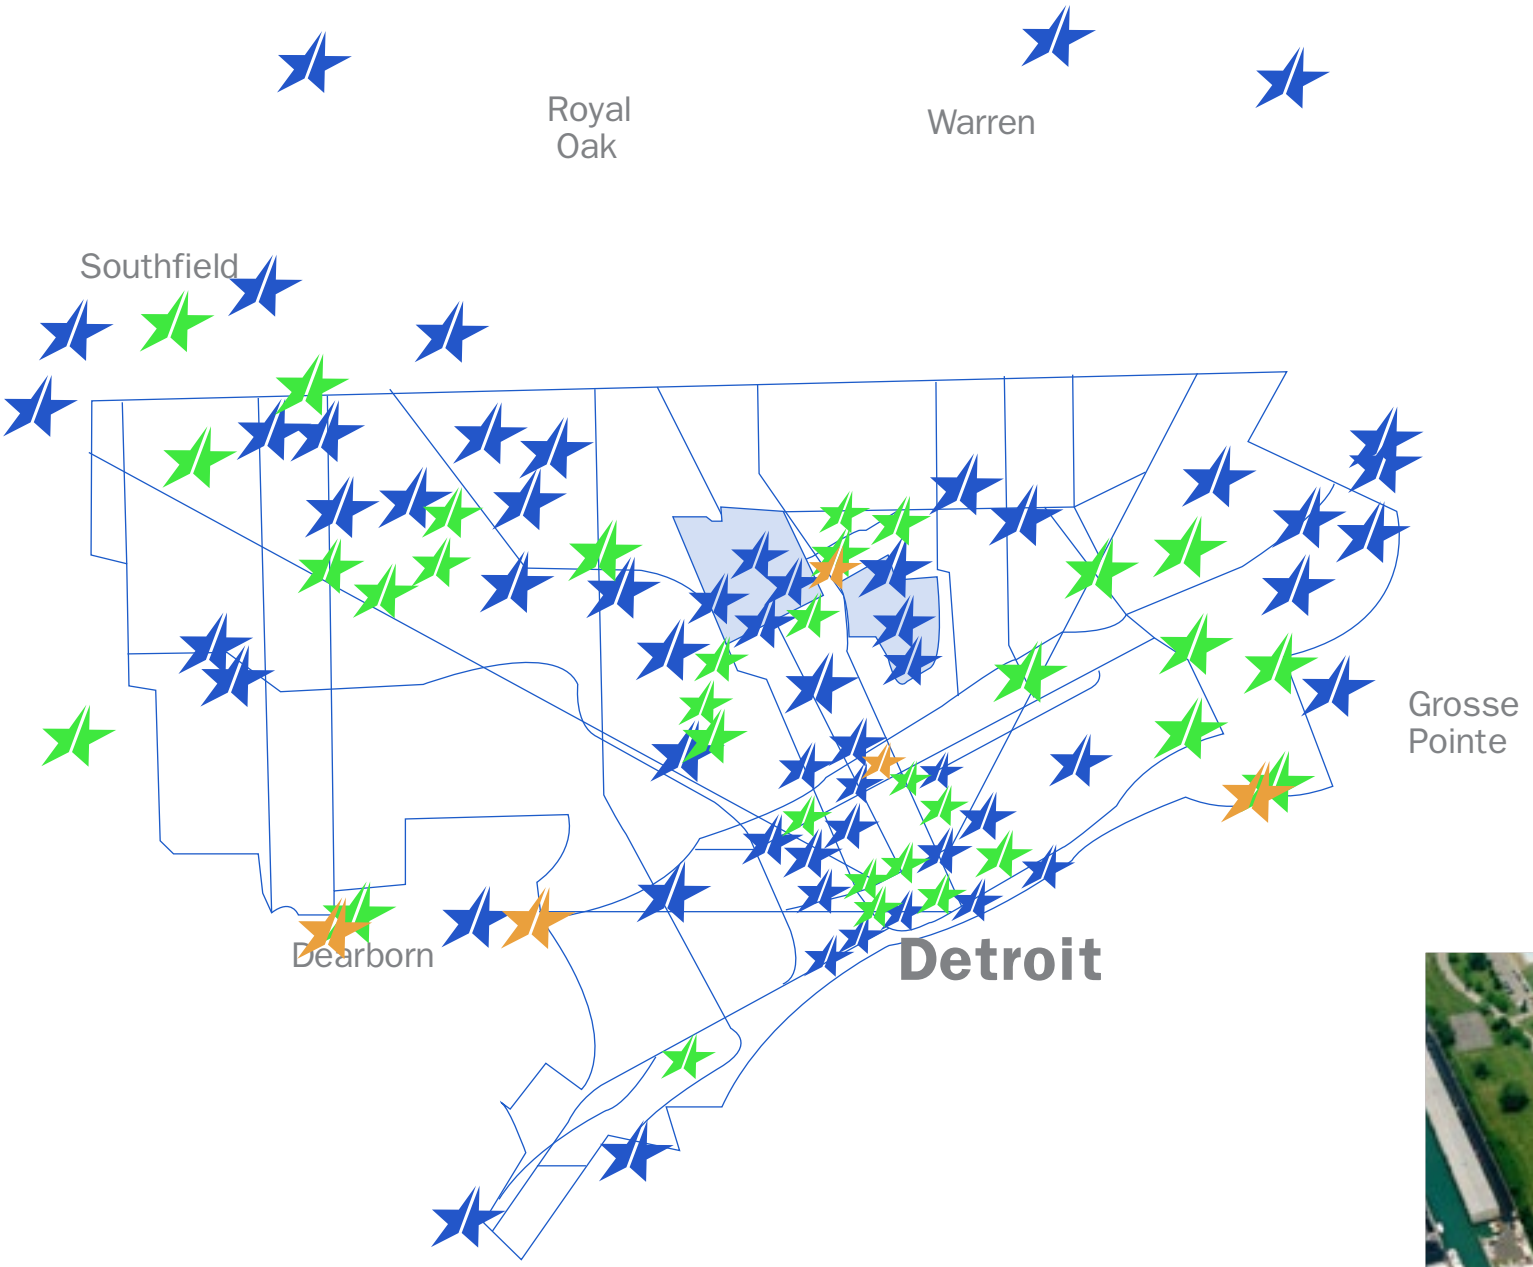 Royal
Oak
Warren
Southfield
Grosse
Pointe
Dearborn
Detroit